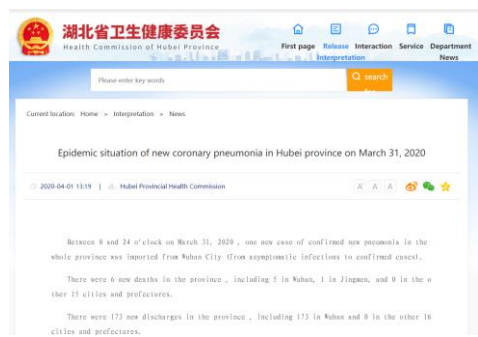 湖北省卫生健康委员会
Health Commission of Hubei Province
First page Release Interaction Service Department
Interpretation News
Please enter key words
search
for
Current location: Home > Interpretation > News
Epidemic situation of new coronary pneumonia in Hubei province on March 31, 2020
2020-04-01 13:19 | Hubei Provincial Health Commission
A A A
Between 0 and 24 o'clock on March 31, 2020 , one new case of confirmed new pneumonia in the
whole province was imported from Wuhan City (from asymptomatic infections to confirmed cases).
There were 6 new deaths in the province , including 5 in Wuhan, 1 in Jingmen, and 0 in the o
ther 15 cities and prefectures.
There were 173 new discharges in the province , including 173 in Wuhan and 0 in the other 16
cities and prefectures.